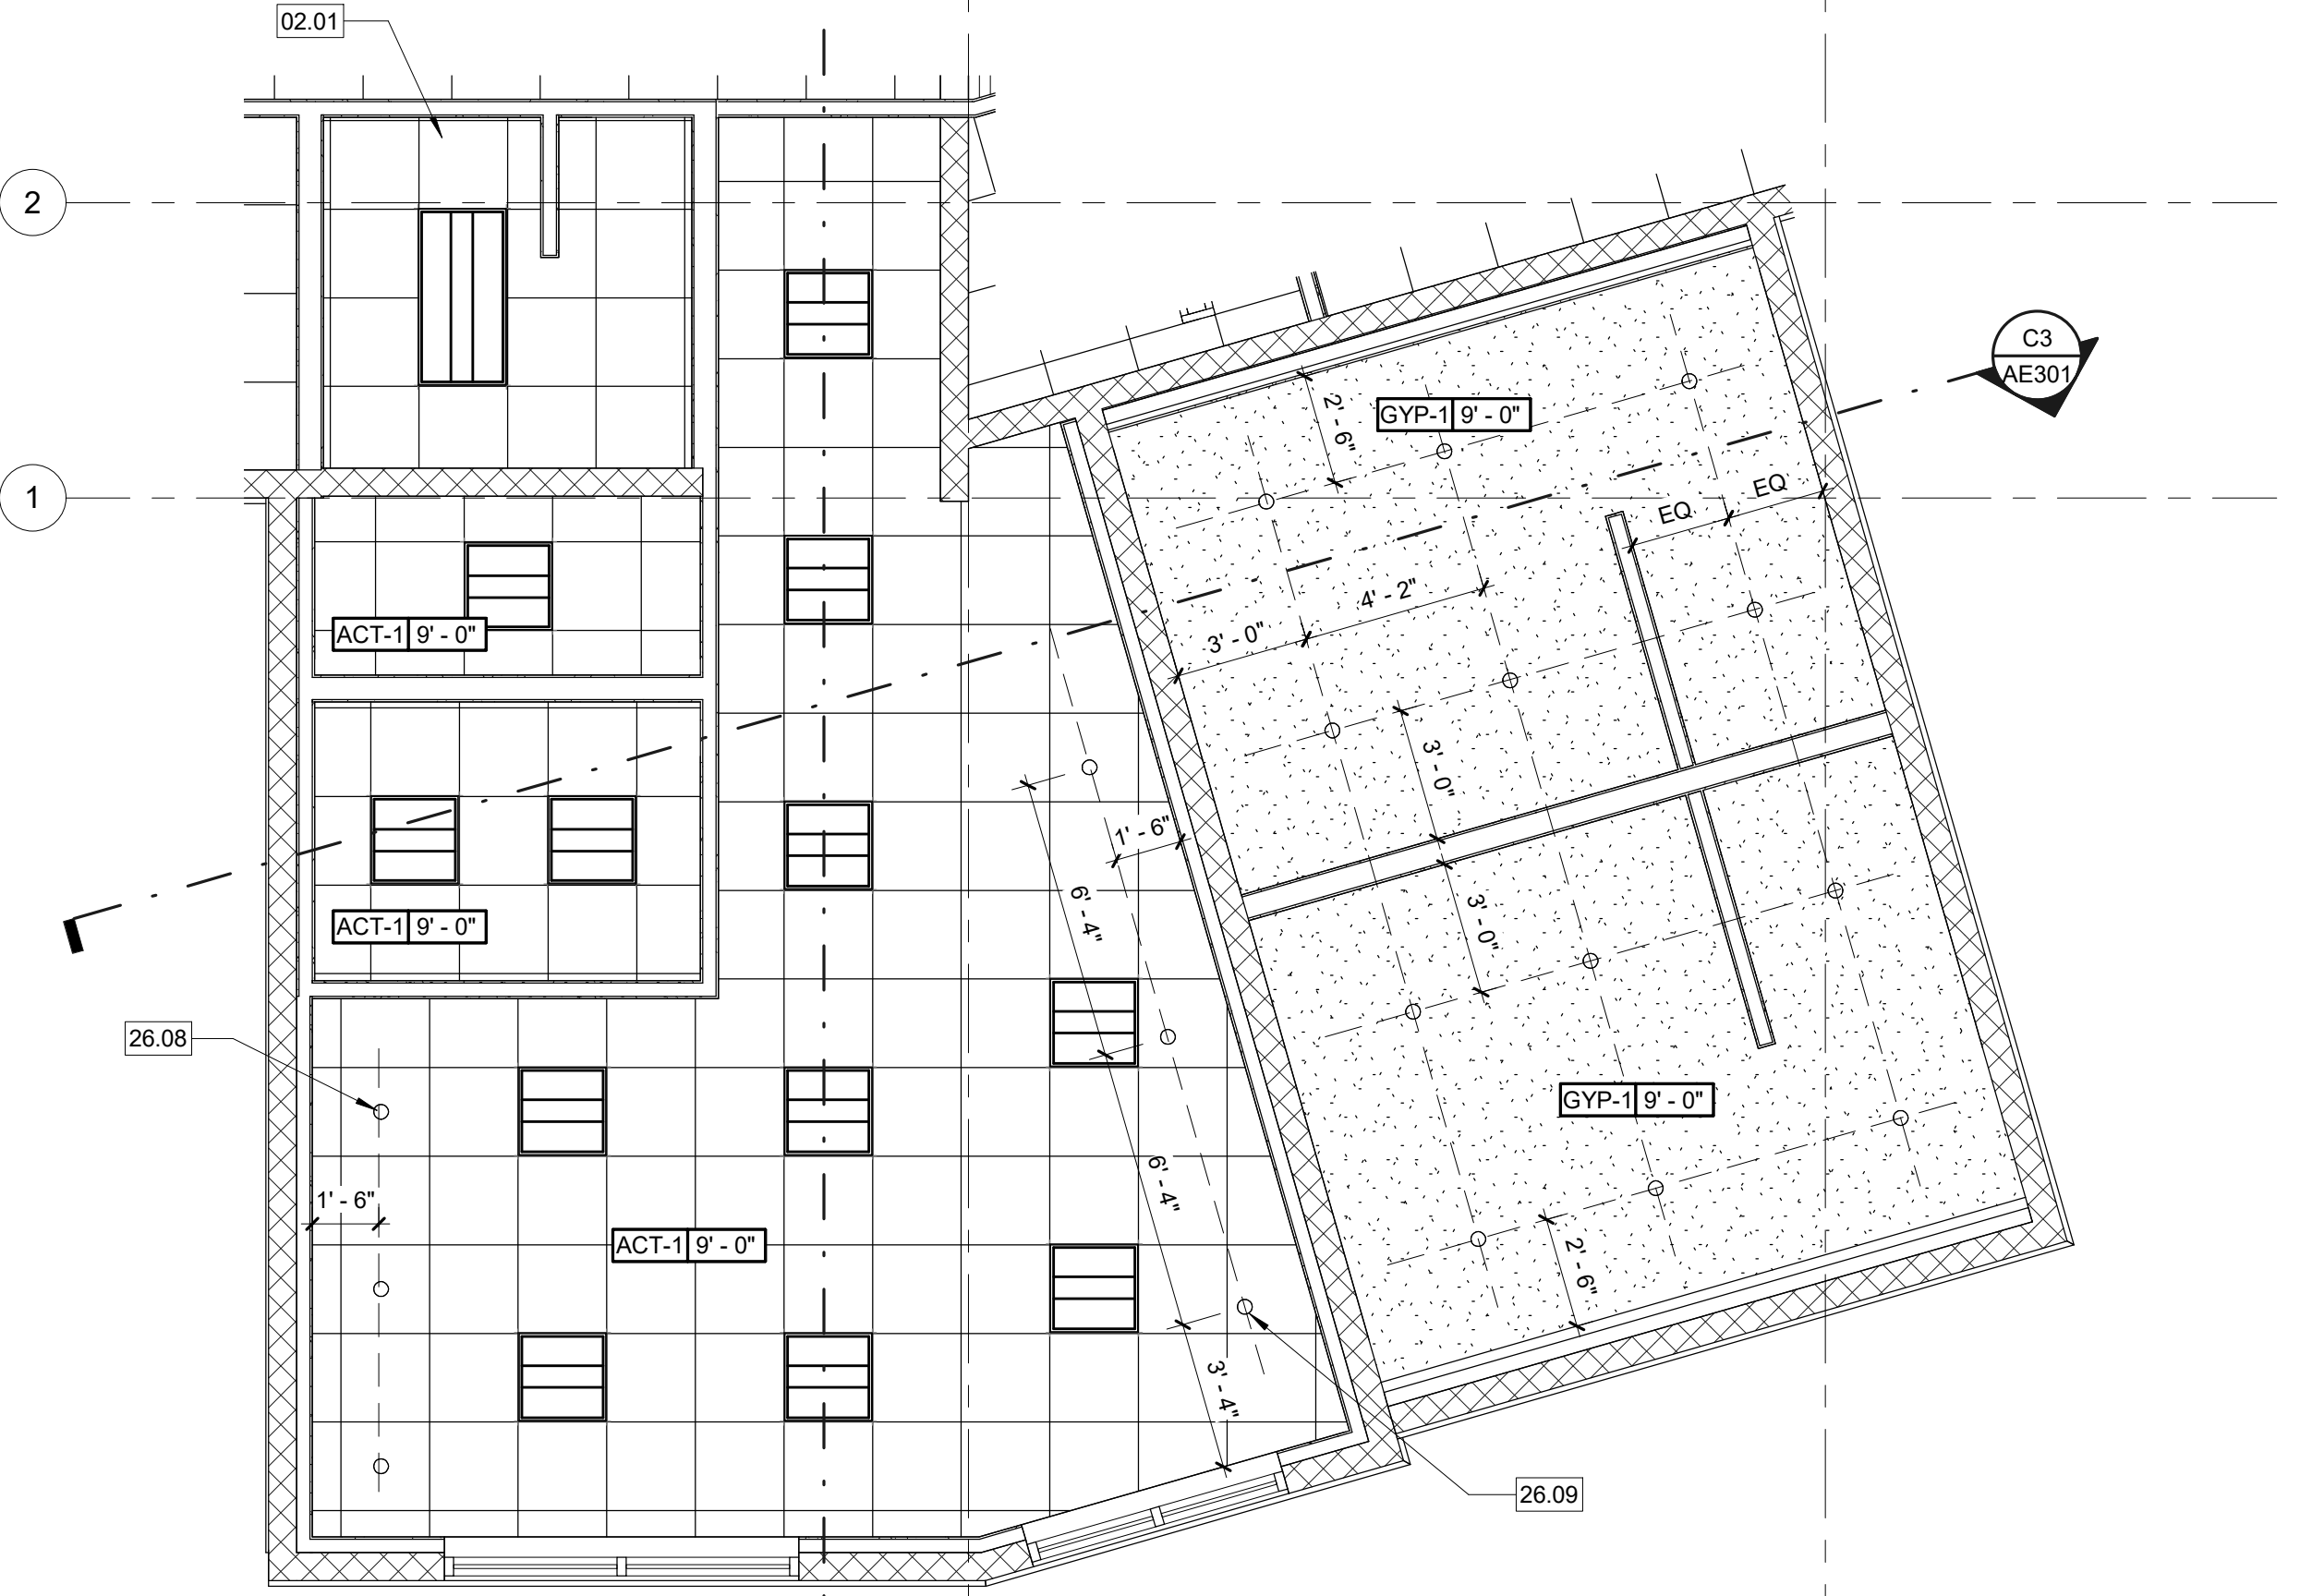 02.01
2
C3
AE301
GYP-1 9' - 0"
2' - 6"
1
EQ
EQ
4' - 2"
3' - 0"
ACT-1 9' - 0"
3' - 0"
1' - 6"
6' - 4"
3' - 0"
ACT-1 9' - 0"
26.08
GYP-1 9' - 0"
6' - 4"
1' - 6"
ACT-1 9' - 0"
2' - 6"
3' - 4"
26.09